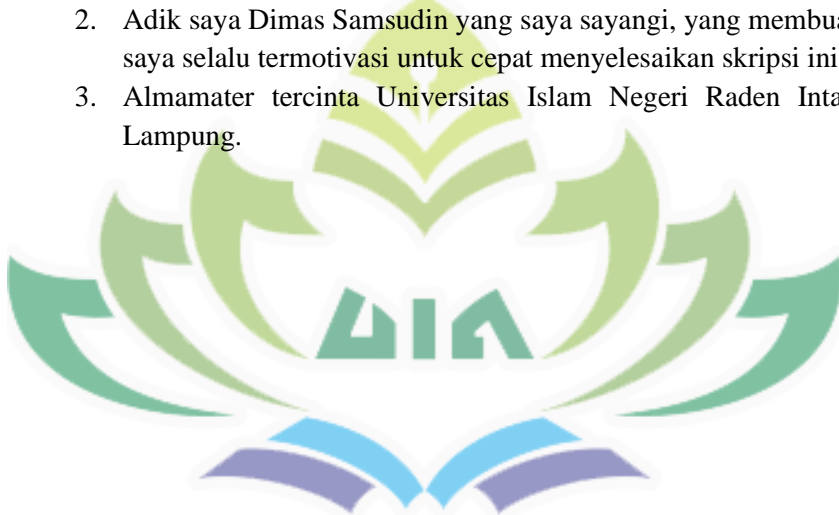 2. Adik saya Dimas Samsudin yang saya sayangi, yang membua
saya selalu termotivasi untuk cepat menyelesaikan skripsi ini
3. Almamater tercinta Universitas Islam Negeri Raden Inta
Lampung.